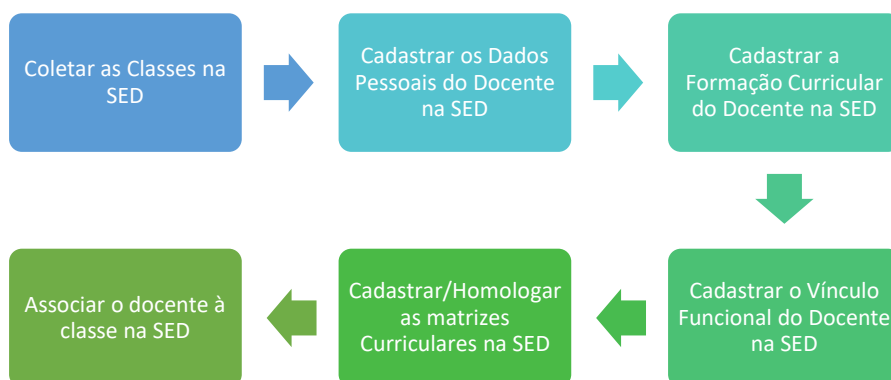 Coletar as Classes na
SED
Cadastrar os Dados
Pessoais do Docente
na SED
Cadastrar a
Formação Curricular
do Docente na SED
Cadastrar o Vínculo
Funcional do Docente
na SED
Cadastrar/Homologar
as matrizes
Curriculares na SED
Associar o docente à
classe na SED